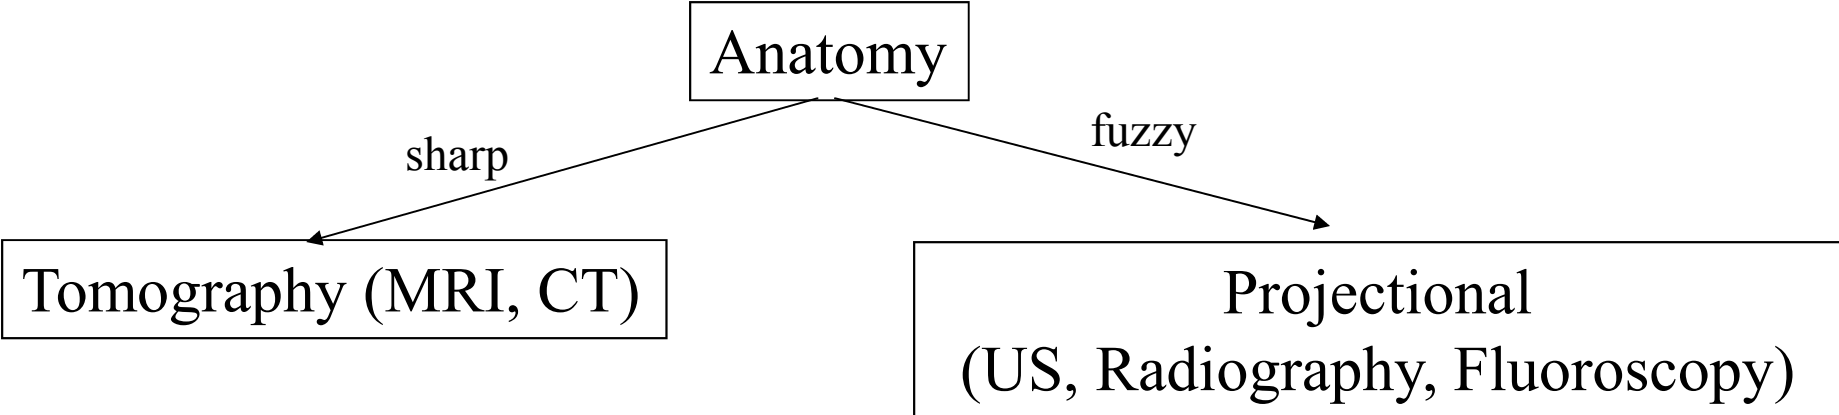 Anatomy
sharp
fuzzy
Tomography (MRI, CT)
Projectional
(US, Radiography, Fluoroscopy)